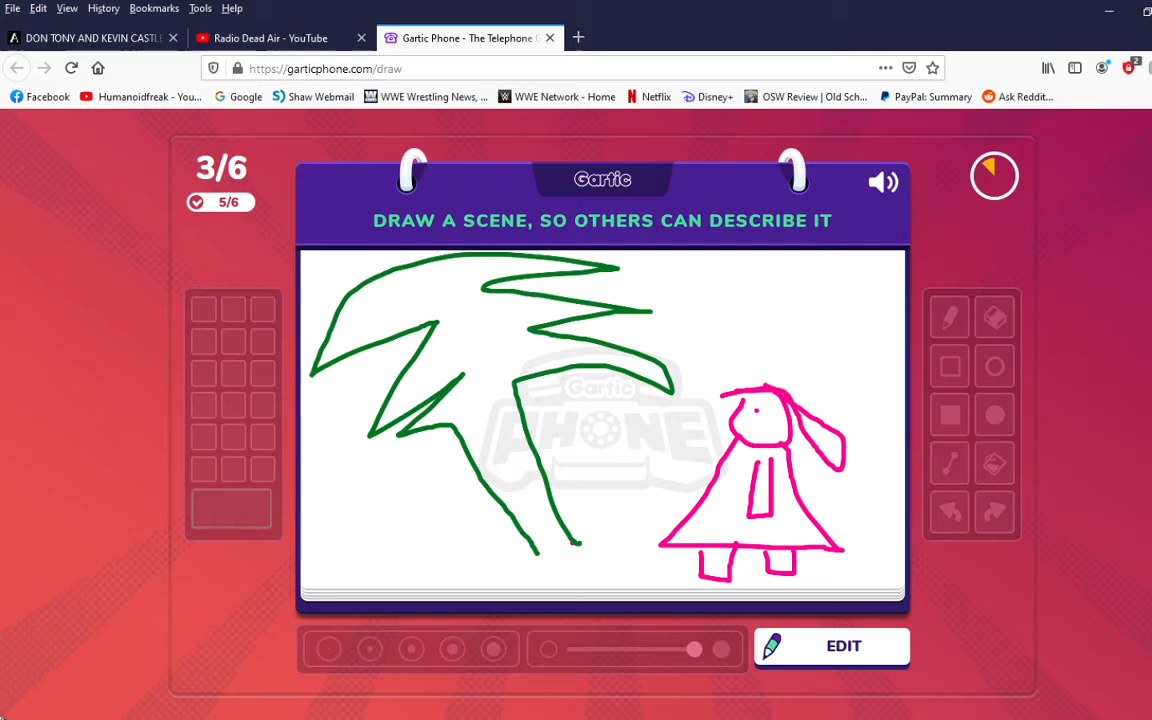 File Edit View History Bookmarks Tools Help
DON TONY AND KEVIN CASTLE Radio Dead Air - YouTube Gartic Phone - The Telephone G
https://garticphone.com/draw
Facebook Humanoidfreak - You... Google Shaw Webmail WWE Wrestling News, ... WWE Network - Home Netflix Disney+ OSW Review | Old Sch... PayPal: Summary Ask Reddit...
2
3/6
5/6
Gartic
DRAW A SCENE, SO OTHERS CAN DESCRIBE IT
Gartic
PHONE
EDIT